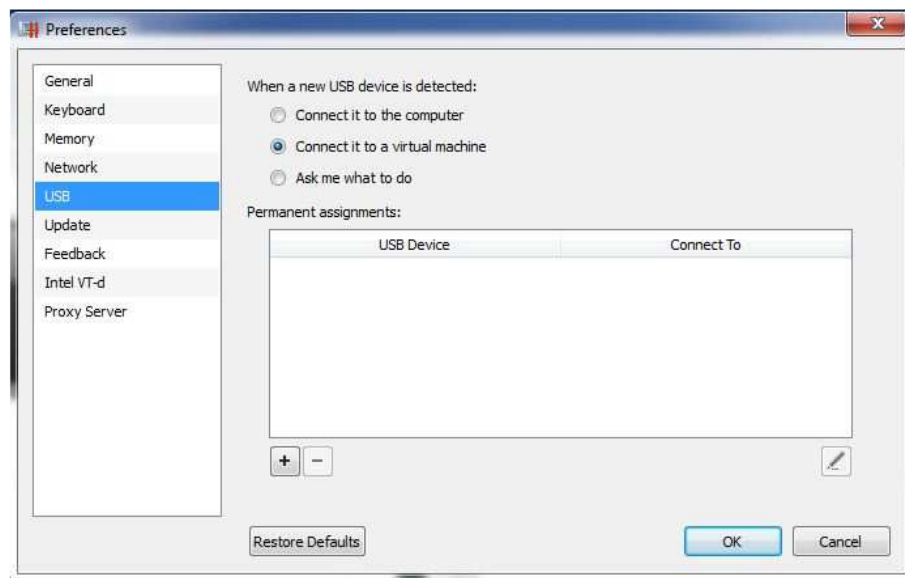 Preferences
General
Keyboard
Memory
Network
USB
Update
Feedback
Intel VT-d
Proxy Server
When a new USB device is detected:
Connect it to the computer
Connect it to a virtual machine
Ask me what to do
Permanent assignments:
USB Device Connect To
Restore Defaults OK Cancel